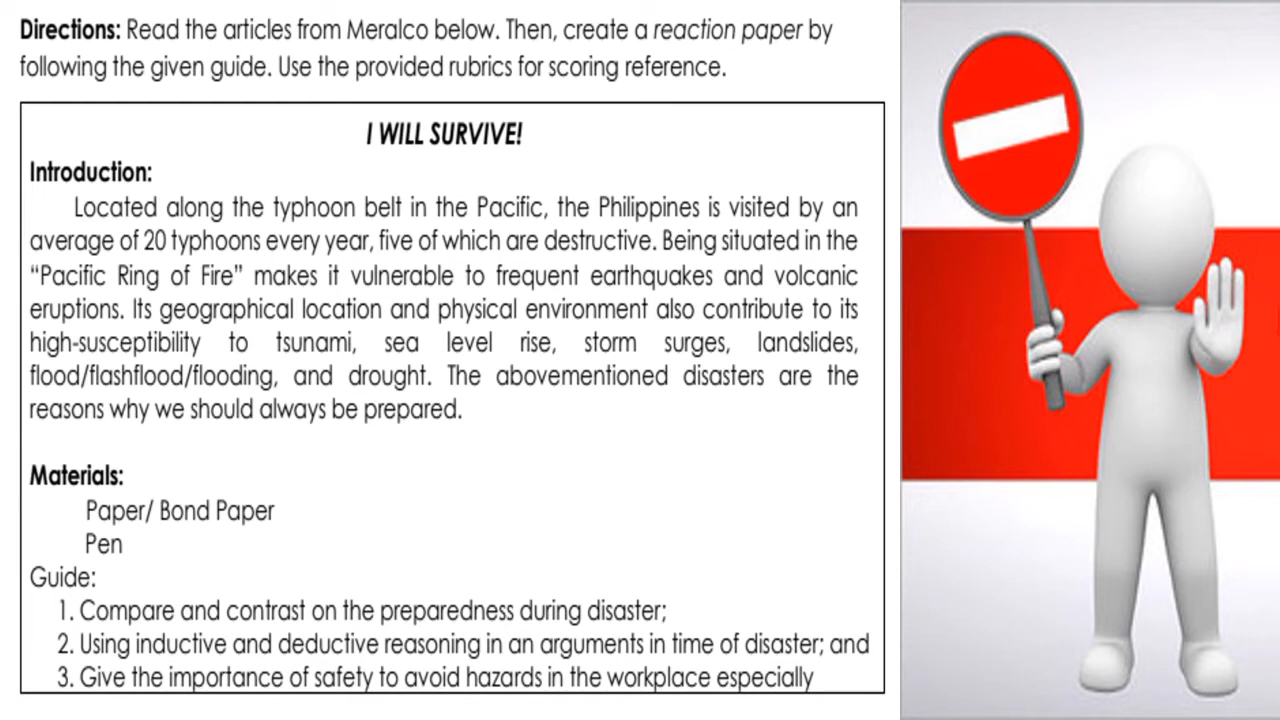 Directions: Read the articles from Meralco below. Then, create a reaction paper by
following the given guide. Use the provided rubrics for scoring reference.
I WILL SURVIVE!
Introduction:
Located along the typhoon belt in the Pacific, the Philippines is visited by an
average of 20 typhoons every year, five of which are destructive. Being situated in the
“Pacific Ring of Fire” makes it vulnerable to frequent earthquakes and volcanic
eruptions. Its geographical location and physical environment also contribute to its
high-susceptibility to tsunami, sea level rise, storm surges, landslides,
flood/flashflood/flooding, and drought. The abovementioned disasters are the
reasons why we should always be prepared.
Materials:
Paper/ Bond Paper
Pen
Guide:
1. Compare and contrast on the preparedness during disaster;
2. Using inductive and deductive reasoning in an arguments in time of disaster; and
3. Give the importance of safety to avoid hazards in the workplace especially